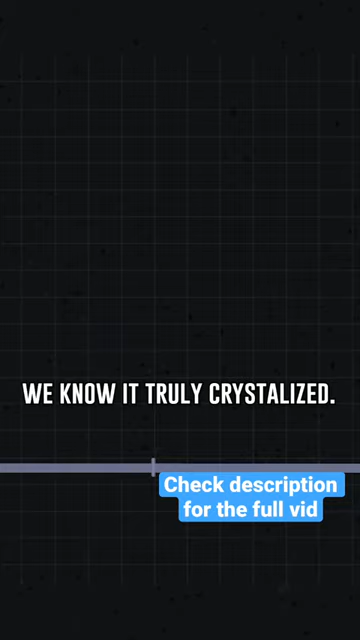 WE KNOW IT TRULY CRYSTALIZED.
Check description
for the full vid